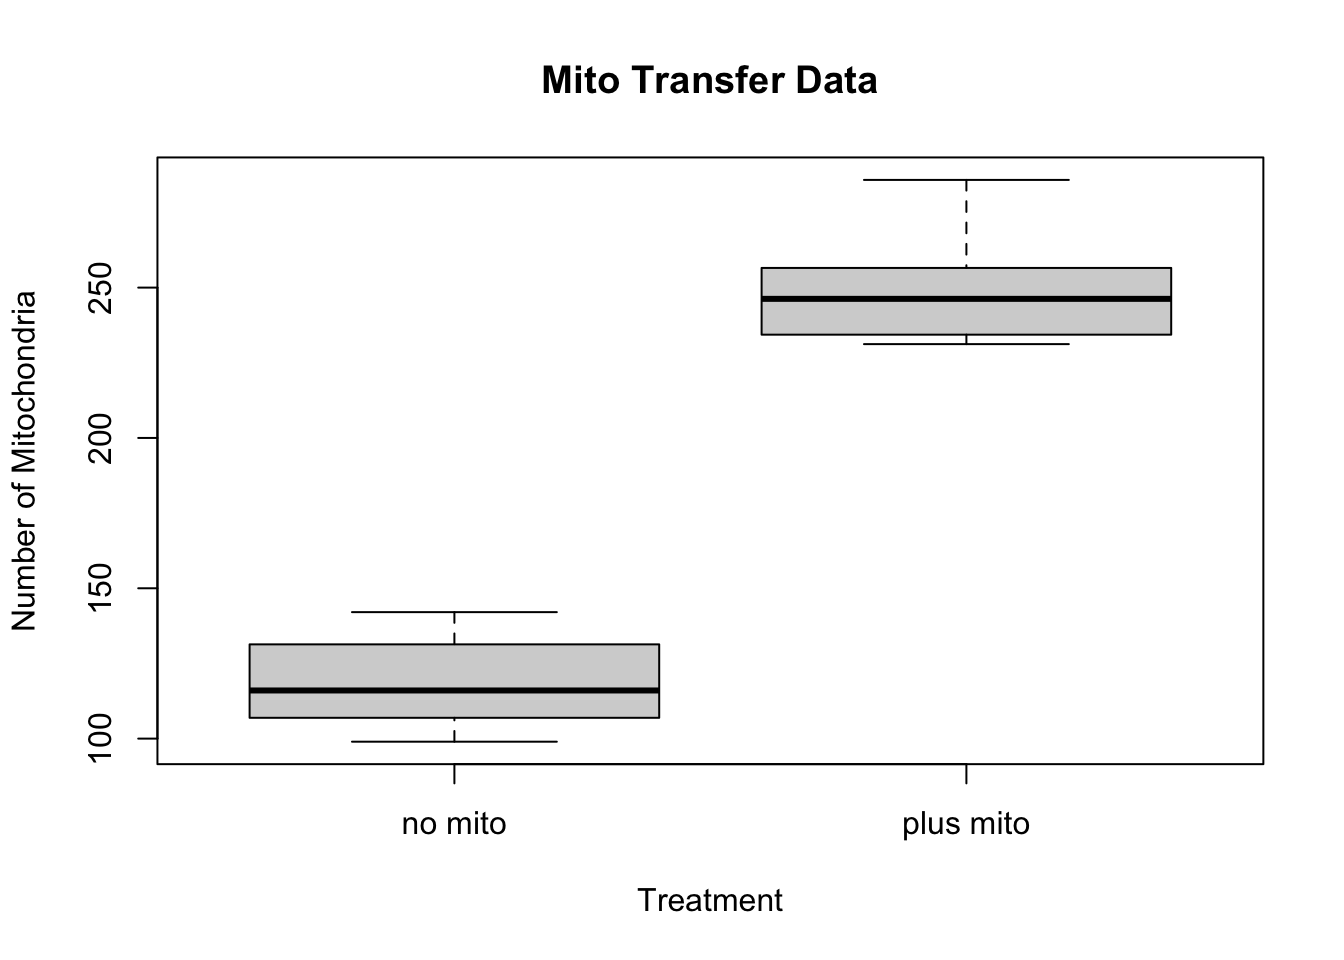 Mito Transfer Data
Number of Mitochondria
250
200
150
100
no mito
plus mito
Treatment